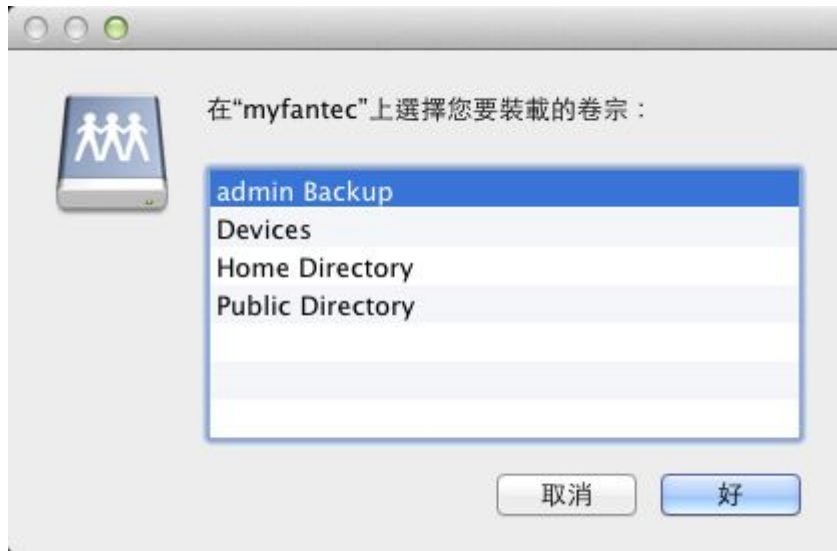 在“myfantec”上選擇您要裝載的卷宗：
admin Backup
Devices
Home Directory
Public Directory
取消
好